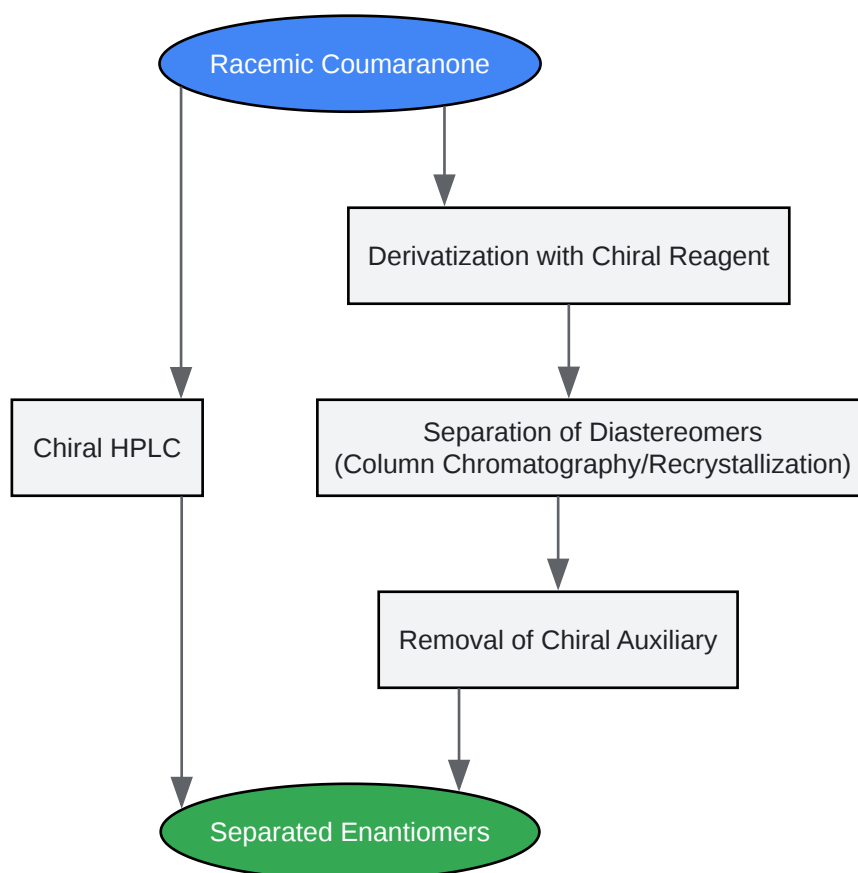 Racemic Coumaranone
Derivatization with Chiral Reagent
Chiral HPLC
Separation of Diastereomers
(Column Chromatography/Recrystallization)
Removal of Chiral Auxiliary
Separated Enantiomers